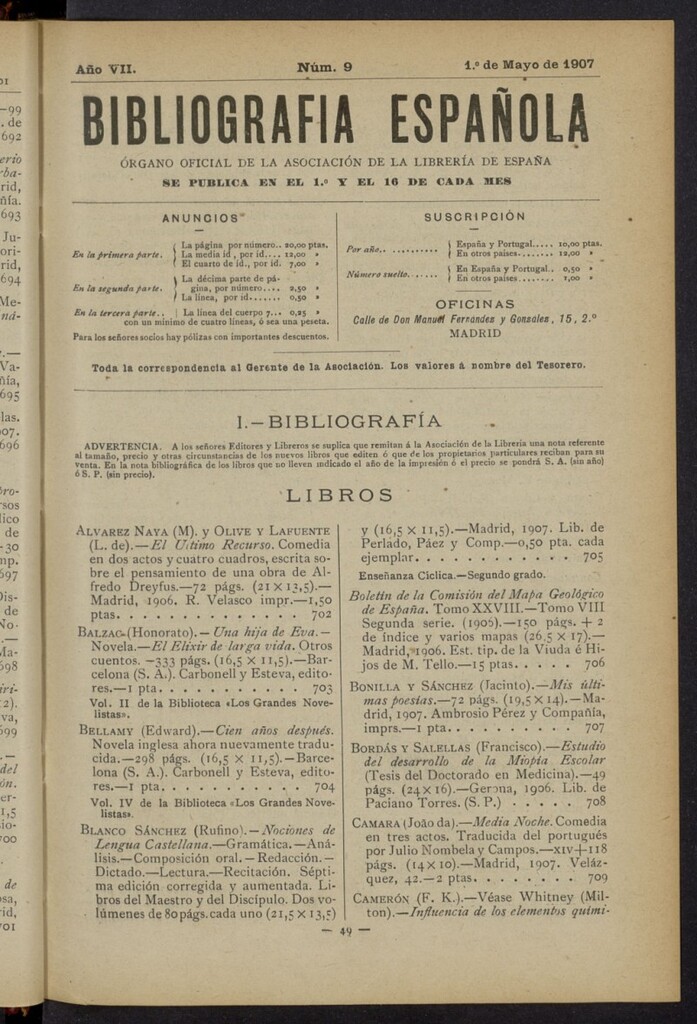 Año VII. Núm. 9 1.º de Mayo de 1907
BIBLIOGRAFIA ESPAÑOLA
ÓRGANO OFICIAL DE LA ASOCIACIÓN DE LA LIBRERÍA DE ESPAÑA
SE PUBLICA EN EL 1.º Y EL 16 DE CADA MES
ANUNCIOS
En la primera parte. La página por número.. 20,00 ptas.
La media id , por id.... 12,00 »
El cuarto de id., por id. 7,00 »
En la segunda parte. La décima parte de pá-
gina, por número.... 2,50 »
La línea, por id....... 0,50 »
En la tercera parte.. La línea del cuerpo 7... 0,25 »
con un mínimo de cuatro líneas, ó sea una peseta.
Para los señores socios hay pólizas con importantes descuentos.
SUSCRIPCIÓN
Por año.. .......... España y Portugal..... 10,00 ptas.
En otros países....... 12,00 »
Número suelto...... En España y Portugal.. 0,50 »
En otros países....... 1,00 »
OFICINAS
Calle de Don Manuel Fernández y González, 15, 2.º
MADRID
Toda la correspondencia al Gerente de la Asociación. Los valores á nombre del Tesorero.
I.—BIBLIOGRAFÍA
ADVERTENCIA. A los señores Editores y Libreros se suplica que remitan á la Asociación de la Librería una nota referente
al tamaño, precio y otras circunstancias de los nuevos libros que editen ó que de los propietarios particulares reciban para su
venta. En la nota bibliográfica de los libros que no lleven indicado el año de la impresión ó el precio se pondrá S. A. (sin año)
ó S. P. (sin precio).
LIBROS
ALVAREZ NAYA (M). y OLIVE Y LAFUENTE
(L. de).—El Último Recurso. Comedia
en dos actos y cuatro cuadros, escrita so-
bre el pensamiento de una obra de Al-
fredo Dreyfus.—72 págs. (21 × 13,5).—
Madrid, 1906. R. Velasco impr.—1,50
ptas. . . . . . . . . . . . . 702
BALZAC (Honorato).—Una hija de Eva.—
Novela.—El Elixir de larga vida. Otros
cuentos. —333 págs. (16,5 × 11,5).—Bar-
celona (S. A.). Carbonell y Esteva, edito-
res.—1 pta. . . . . . . . . . 703
Vol. II de la Biblioteca «Los Grandes Nove-
listas».
BELLAMY (Edward).—Cien años después.
Novela inglesa ahora nuevamente tradu-
cida.—298 págs. (16,5 × 11,5).—Barce-
lona (S. A.). Carbonell y Esteva, edito-
res.—1 pta. . . . . . . . . . 704
Vol. IV de la Biblioteca «Los Grandes Nove-
listas».
BLANCO SÁNCHEZ (Rufino).—Nociones de
Lengua Castellana.—Gramática.—Aná-
lisis.—Composición oral.—Redacción.—
Dictado.—Lectura.—Recitación. Sépti-
ma edición corregida y aumentada. Li-
bros del Maestro y del Discípulo. Dos vo-
lúmenes de 80 págs. cada uno (21,5 × 13,5)
y (16,5 × 11,5).—Madrid, 1907. Lib. de
Perlado, Páez y Comp.—0,50 pta. cada
ejemplar. . . . . . . . . . . 705
Enseñanza Cíclica.—Segundo grado.
Boletín de la Comisión del Mapa Geológico
de España. Tomo XXVIII.—Tomo VIII
Segunda serie. (1906).—150 págs. + 2
de índice y varios mapas (26,5 × 17).—
Madrid, 1906. Est. tip. de la Viuda é Hi-
jos de M. Tello.—15 ptas. . . . . 706
BONILLA Y SÁNCHEZ (Jacinto).—Mis últi-
mas poesías.—72 págs. (19,5 × 14).—Ma-
drid, 1907. Ambrosio Pérez y Compañía,
imprs.—1 pta. . . . . . . . . 707
BORDÁS Y SALELLAS (Francisco).—Estudio
del desarrollo de la Miopía Escolar
(Tesis del Doctorado en Medicina).—49
págs. (24 × 16).—Gerona, 1906. Lib. de
Paciano Torres. (S. P.) . . . . . 708
CAMARA (João da).—Media Noche. Comedia
en tres actos. Traducida del portugués
por Julio Nombela y Campos.—XIV+118
págs. (14 × 10).—Madrid, 1907. Veláz-
quez, 42.—2 ptas. . . . . . . . 709
CAMERÓN (F. K.).—Véase Whitney (Mil-
ton).—Influencia de los elementos quími-
— 49 —